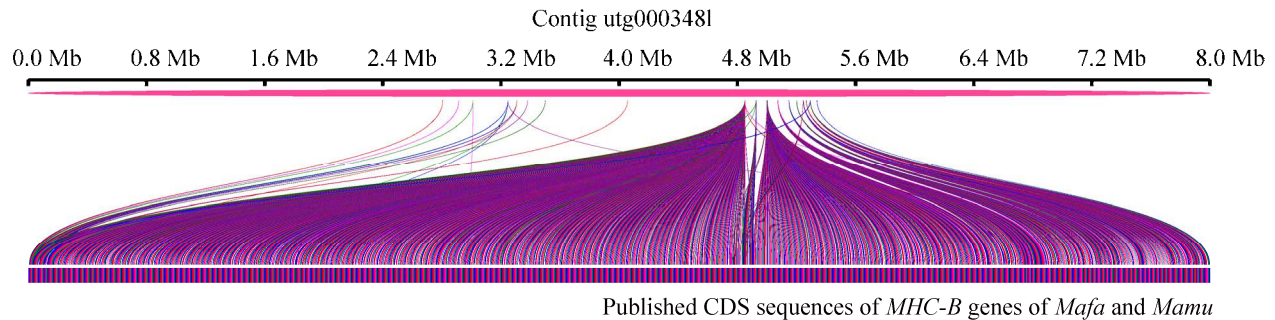 Contig utg000348l
0.0 Mb 0.8 Mb 1.6 Mb 2.4 Mb 3.2 Mb 4.0 Mb 4.8 Mb 5.6 Mb 6.4 Mb 7.2 Mb 8.0 Mb
Published CDS sequences of MHC-B genes of Mafa and Mamu